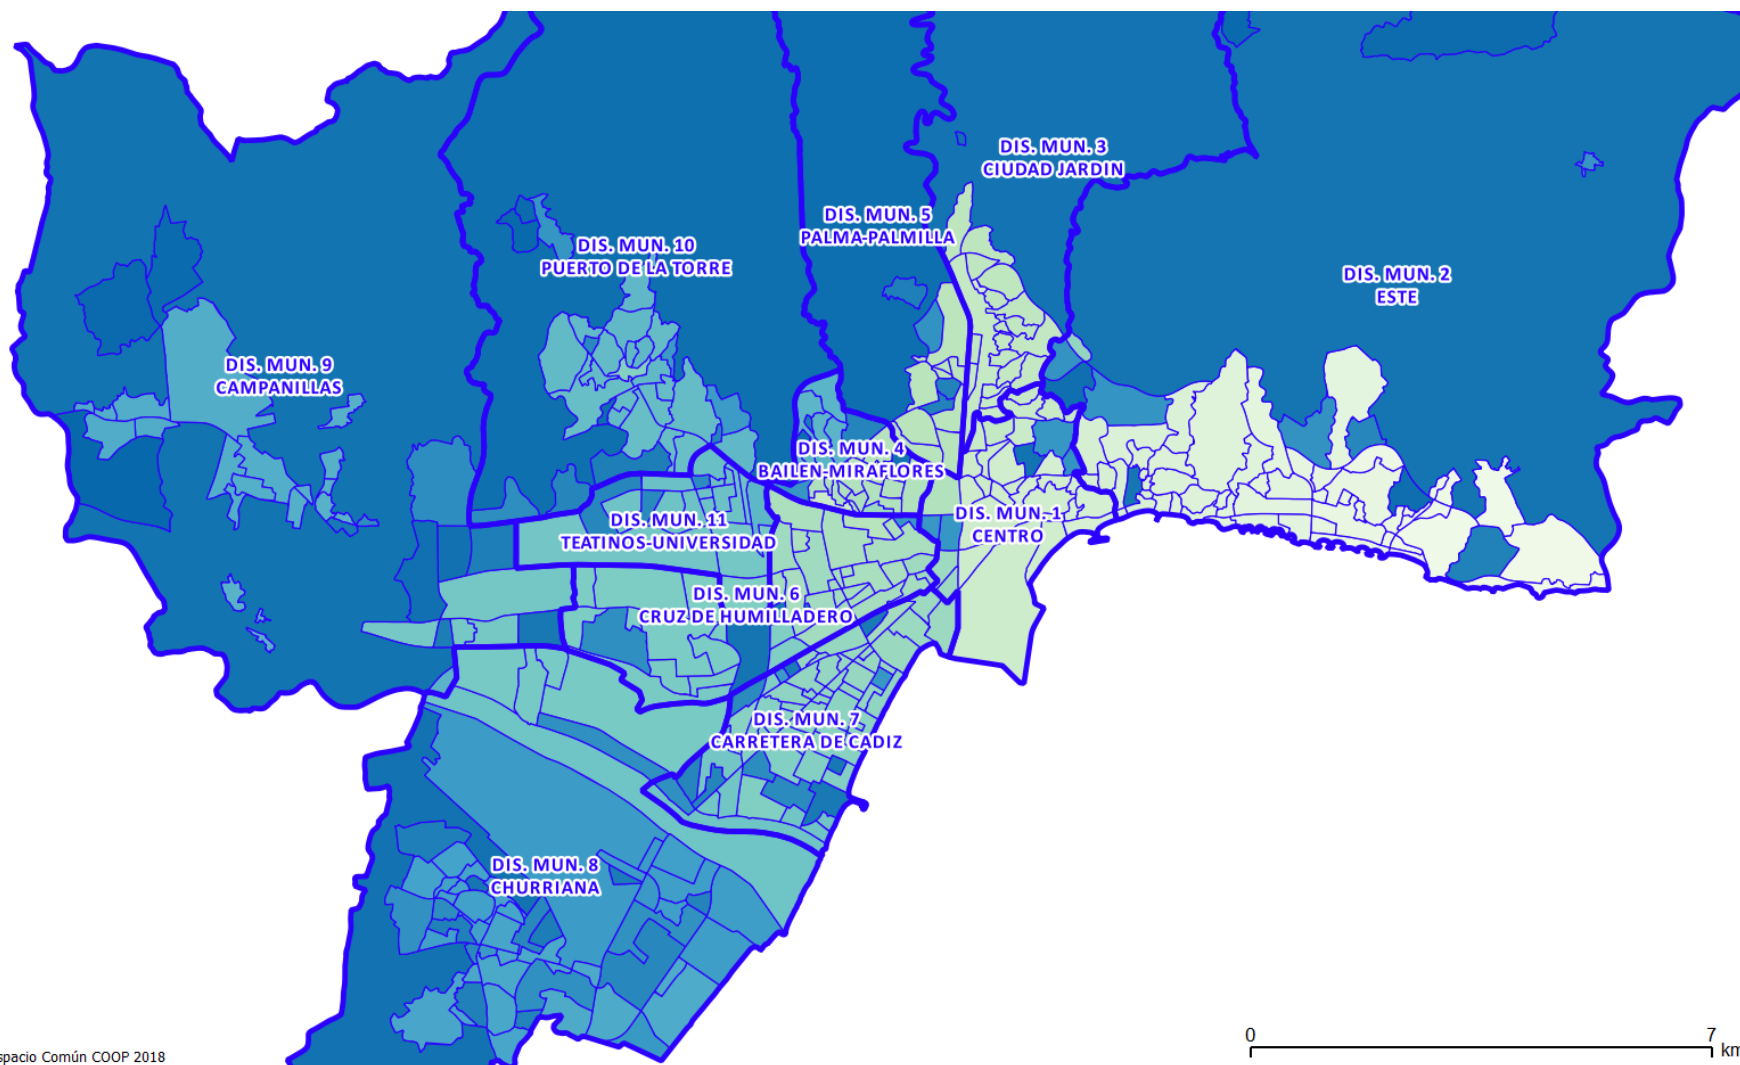 DIS. MUN. 3
CIUDAD JARDIN
DIS. MUN. 5
PALMA-PALMILLA
DIS. MUN. 10
PUERTO DE LA TORRE
DIS. MUN. 2
ESTE
DIS. MUN. 9
CAMPANILLAS
DIS. MUN. 4
BAILEN-MIRAFLORES
DIS. MUN. 11
TEATINOS-UNIVERSIDAD
DIS. MUN. 1
CENTRO
DIS. MUN. 6
CRUZ DE HUMILLADERO
DIS. MUN. 7
CARRETERA DE CADIZ
DIS. MUN. 8
CHURRIANA
0 7
km
spacio Común COOP 2018